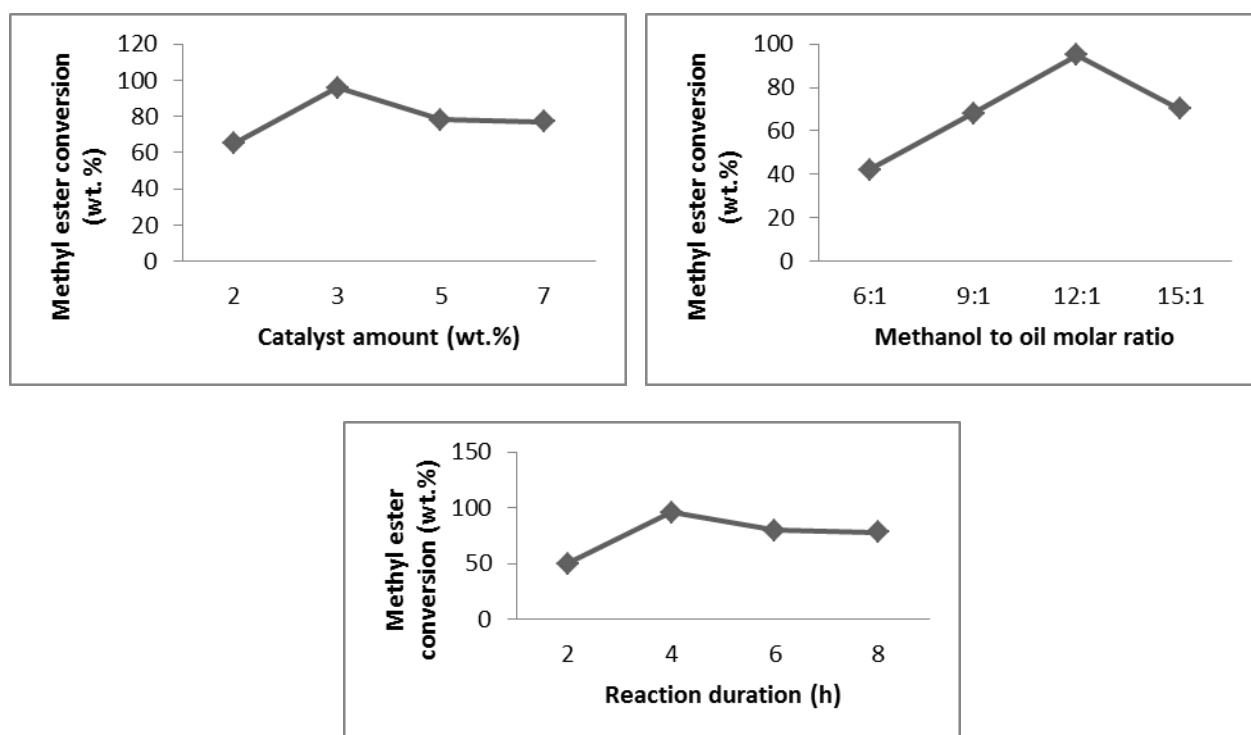 Methyl ester conversion
(wt.%)
120
100
80
60
40
20
0
2 3 5 7
Catalyst amount (wt.%)
Methyl ester conversion
(wt.%)
100
80
60
40
20
0
6:1 9:1 12:1 15:1
Methanol to oil molar ratio
Methyl ester
conversion (wt.%)
150
100
50
0
2 4 6 8
Reaction duration (h)